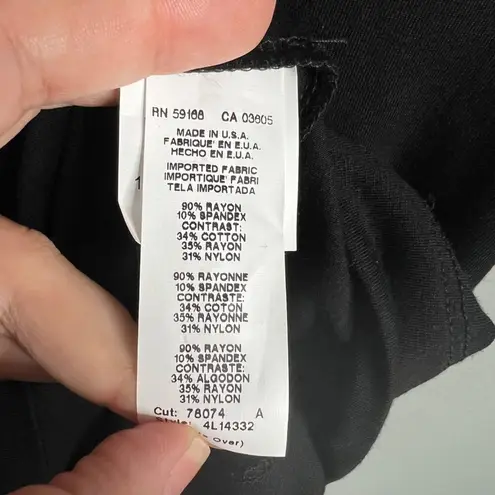 RN 59168 CA 03605
MADE IN U.S.A.
FABRIQUE' EN E.U.A.
HECHO EN E.U.A.
IMPORTED FABRIC
IMPORTIQUE' FABRI
TELA IMPORTADA
90% RAYON
10% SPANDEX
CONTRAST:
34% COTTON
35% RAYON
31% NYLON
90% RAYONNE
10% SPANDEX
CONTRASTE:
34% COTON
35% RAYONNE
31% NYLON
90% RAYON
10% SPANDEX
CONTRASTE:
34% ALGODON
35% RAYON
31% NYLON
Cut: 78074 A
Style: 4L14332
Over)